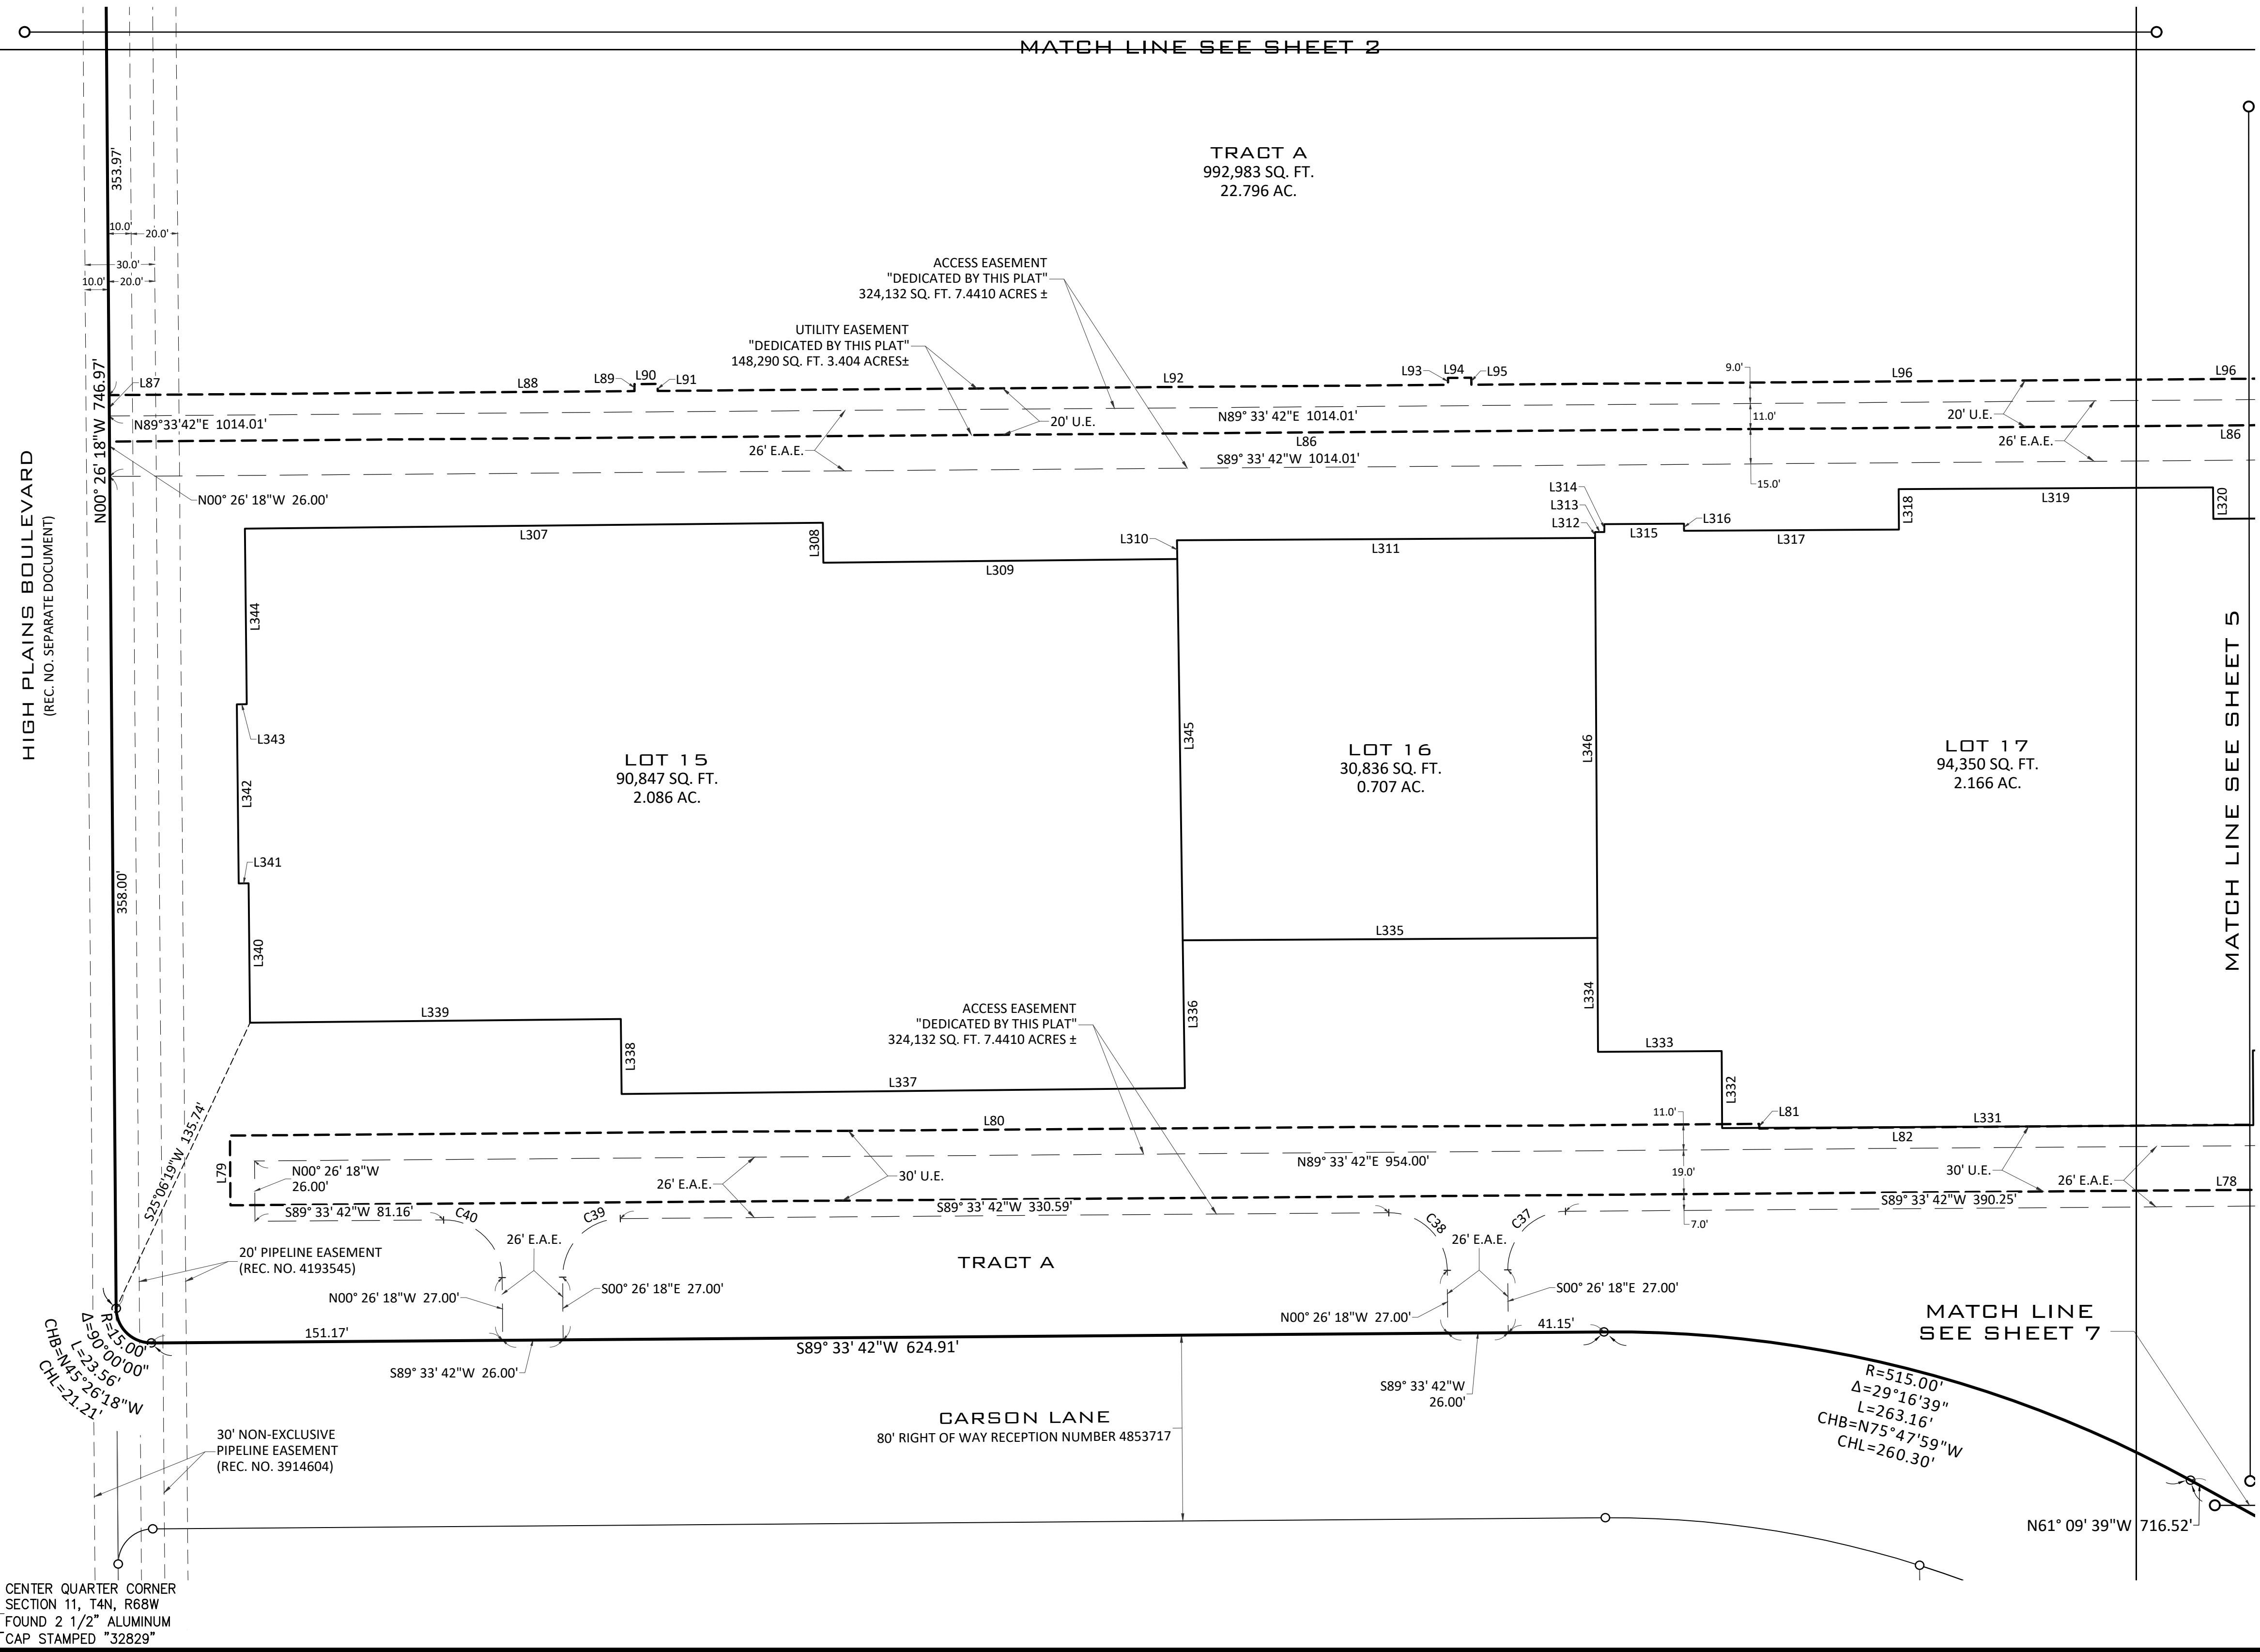 MATCH LINE SEE SHEET 2
TRACT A
992,983 SQ. FT.
22.796 AC.
353.97'
10.0'
20.0'
30.0'
10.0'
20.0'
ACCESS EASEMENT
"DEDICATED BY THIS PLAT"
324,132 SQ. FT. 7.4410 ACRES ±
UTILITY EASEMENT
"DEDICATED BY THIS PLAT"
148,290 SQ. FT. 3.404 ACRES±
N00° 26' 18"W 746.97'
L87
L88
L89
L90
L91
L92
L93
L94
L95
9.0'
L96
L96
N89°33'42"E 1014.01'
N89° 33' 42"E 1014.01'
11.0'
20' U.E.
20' U.E.
26' E.A.E.
L86
26' E.A.E.
L86
S89° 33' 42"W 1014.01'
15.0'
N00° 26' 18"W 26.00'
HIGH PLAINS BOULEVARD
(REC. NO. SEPARATE DOCUMENT)
L307
L308
L309
L310
L311
L312
L313
L314
L315
L316
L317
L318
L319
L320
L344
L343
L342
L341
L340
358.00'
LOT 15
90,847 SQ. FT.
2.086 AC.
L345
LOT 16
30,836 SQ. FT.
0.707 AC.
L346
LOT 17
94,350 SQ. FT.
2.166 AC.
MATCH LINE SEE SHEET 5
L335
L334
L336
L339
L338
L337
L333
L332
L331
ACCESS EASEMENT
"DEDICATED BY THIS PLAT"
324,132 SQ. FT. 7.4410 ACRES ±
S25°06'19"W 135.74'
L80
11.0'
L81
L82
L79
N00° 26' 18"W
26.00'
26' E.A.E.
30' U.E.
N89° 33' 42"E 954.00'
19.0'
30' U.E.
26' E.A.E.
L78
S89° 33' 42"W 81.16'
C40
C39
S89° 33' 42"W 330.59'
C38
C37
S89° 33' 42"W 390.25'
7.0'
26' E.A.E.
26' E.A.E.
20' PIPELINE EASEMENT
(REC. NO. 4193545)
TRACT A
N00° 26' 18"W 27.00'
S00° 26' 18"E 27.00'
N00° 26' 18"W 27.00'
S00° 26' 18"E 27.00'
151.17'
S89° 33' 42"W 624.91'
41.15'
MATCH LINE
SEE SHEET 7
R=15.00'
Δ=90°00'00"
L=23.56'
CHB=N45°26'18"W
CHL=21.21'
S89° 33' 42"W 26.00'
S89° 33' 42"W
26.00'
R=515.00'
Δ=29°16'39"
L=263.16'
CHB=N75°47'59"W
CHL=260.30'
CARSON LANE
80' RIGHT OF WAY RECEPTION NUMBER 4853717
30' NON-EXCLUSIVE
PIPELINE EASEMENT
(REC. NO. 3914604)
N61° 09' 39"W 716.52'
CENTER QUARTER CORNER
SECTION 11, T4N, R68W
FOUND 2 1/2" ALUMINUM
CAP STAMPED "32829"